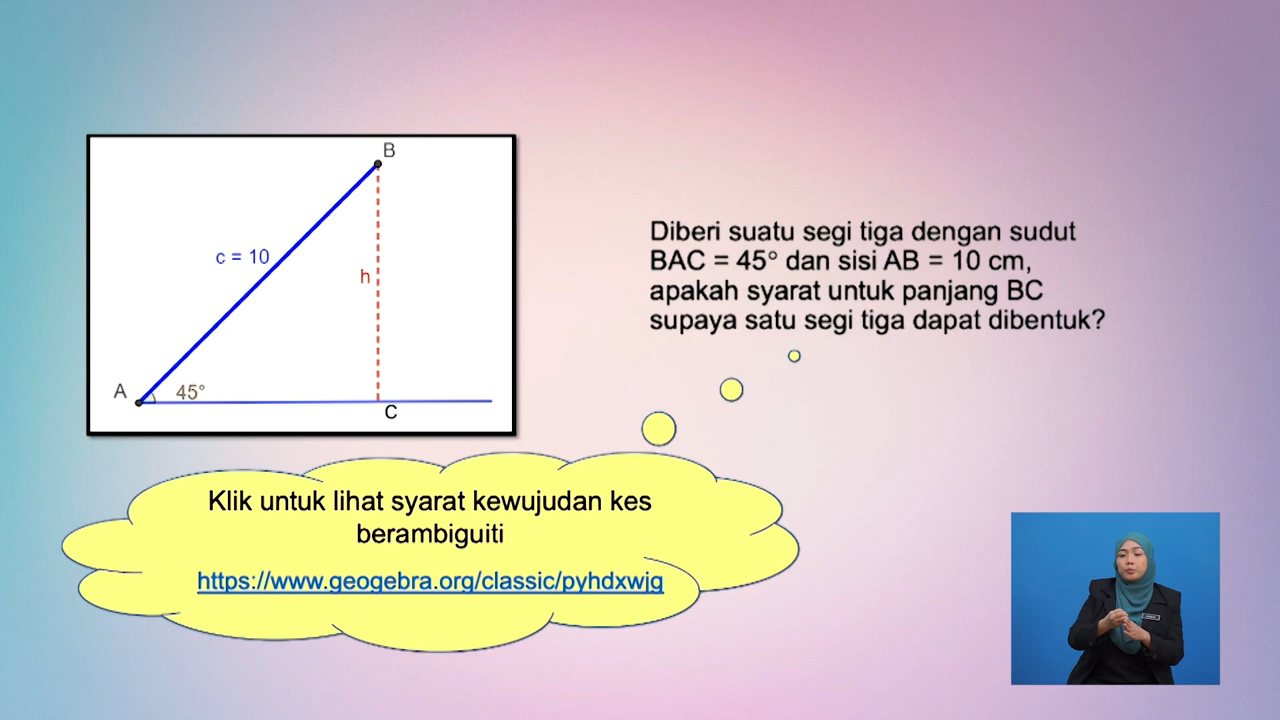 B
c = 10
h
A
45°
C
Diberi suatu segi tiga dengan sudut
BAC = 45° dan sisi AB = 10 cm,
apakah syarat untuk panjang BC
supaya satu segi tiga dapat dibentuk?
Klik untuk lihat syarat kewujudan kes
berambiguiti
https://www.geogebra.org/classic/pyhdxwjg